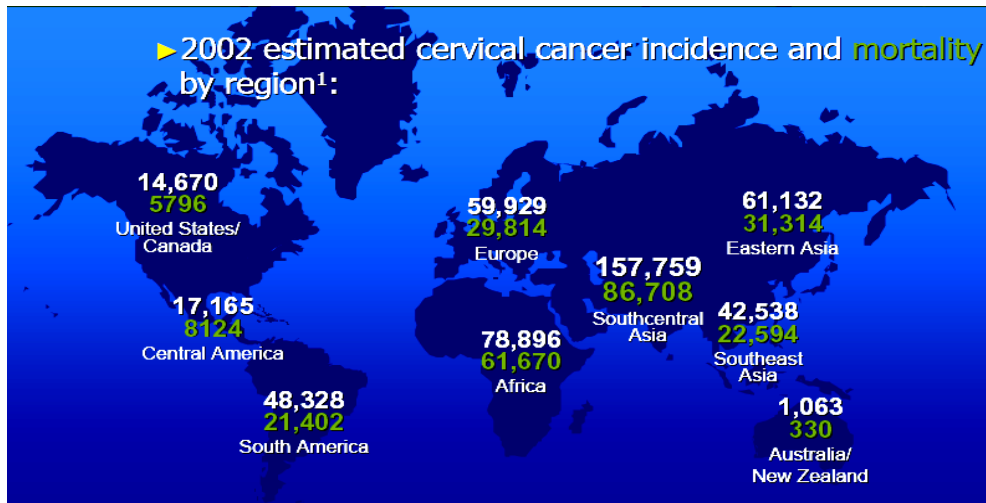 ►2002 estimated cervical cancer incidence and mortality
by region¹:
14,670
5796
United States/
Canada
59,929
29,814
Europe
61,132
31,314
Eastern Asia
157,759
86,708
Southcentral
Asia
17,165
8124
Central America
42,538
22,594
Southeast
Asia
78,896
61,670
Africa
48,328
21,402
South America
1,063
330
Australia/
New Zealand